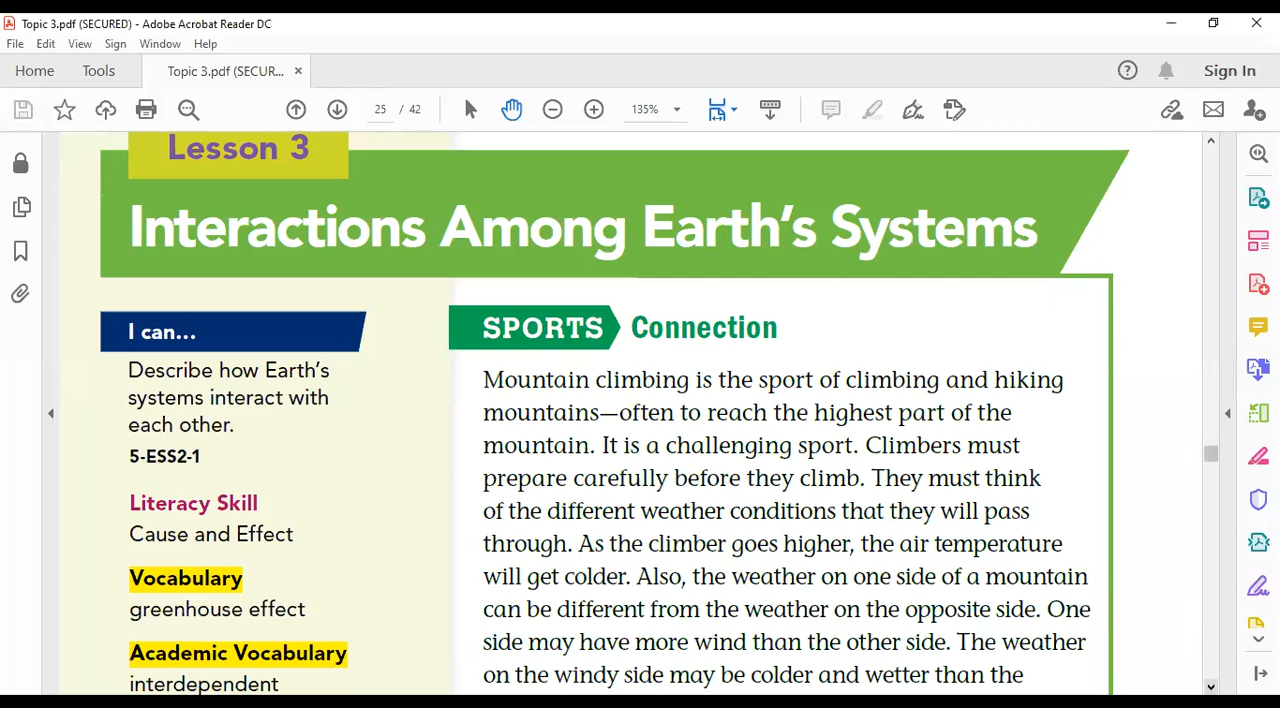 Topic 3.pdf (SECURED) - Adobe Acrobat Reader DC
File Edit View Sign Window Help
Home Tools Topic 3.pdf (SECUR... × Sign In
25 / 42 135%
Lesson 3
Interactions Among Earth's Systems
I can...
Describe how Earth's
systems interact with
each other.
5-ESS2-1
Literacy Skill
Cause and Effect
Vocabulary
greenhouse effect
Academic Vocabulary
interdependent
SPORTS Connection
Mountain climbing is the sport of climbing and hiking
mountains—often to reach the highest part of the
mountain. It is a challenging sport. Climbers must
prepare carefully before they climb. They must think
of the different weather conditions that they will pass
through. As the climber goes higher, the air temperature
will get colder. Also, the weather on one side of a mountain
can be different from the weather on the opposite side. One
side may have more wind than the other side. The weather
on the windy side may be colder and wetter than the